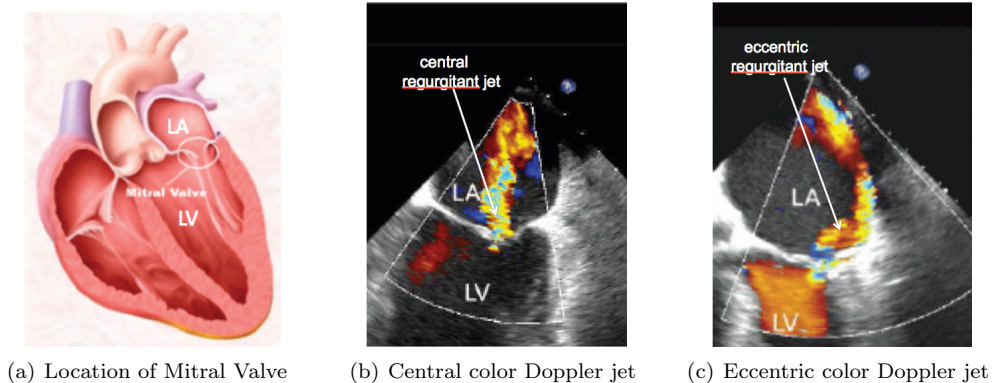 LA
Mitral Valve
LV
(a) Location of Mitral Valve
central
regurgitant jet
LA
LV
(b) Central color Doppler jet
eccentric
regurgitant jet
LA
LV
(c) Eccentric color Doppler jet